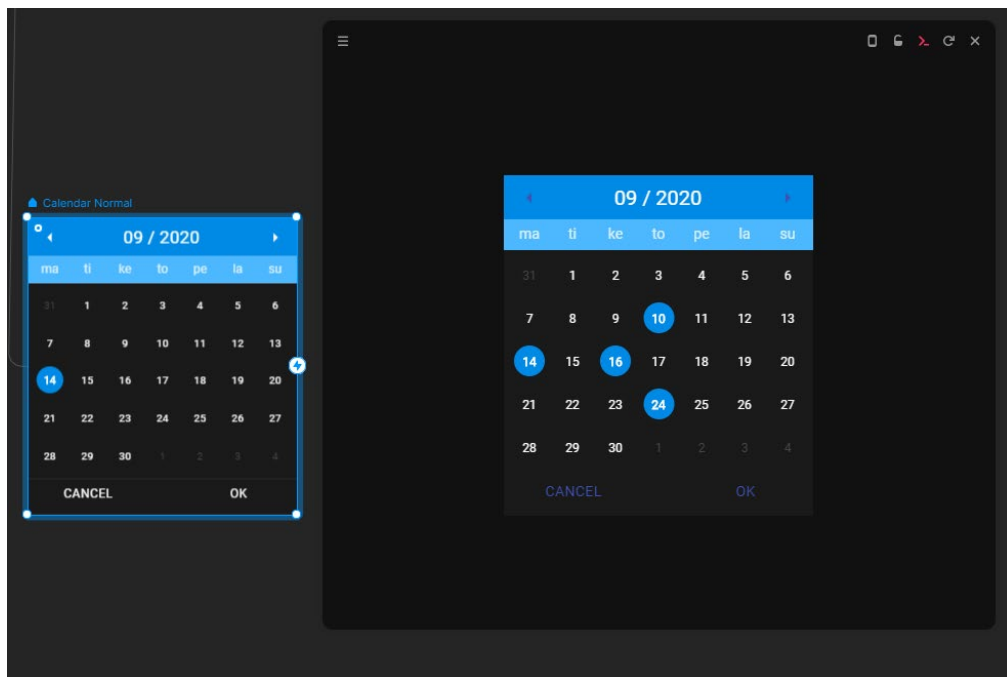 Calendar Normal
09 / 2020
ma ti ke to pe la su
31 1 2 3 4 5 6
7 8 9 10 11 12 13
14 15 16 17 18 19 20
21 22 23 24 25 26 27
28 29 30 1 2 3 4
CANCEL OK
09 / 2020
ma ti ke to pe la su
31 1 2 3 4 5 6
7 8 9 10 11 12 13
14 15 16 17 18 19 20
21 22 23 24 25 26 27
28 29 30 1 2 3 4
CANCEL OK